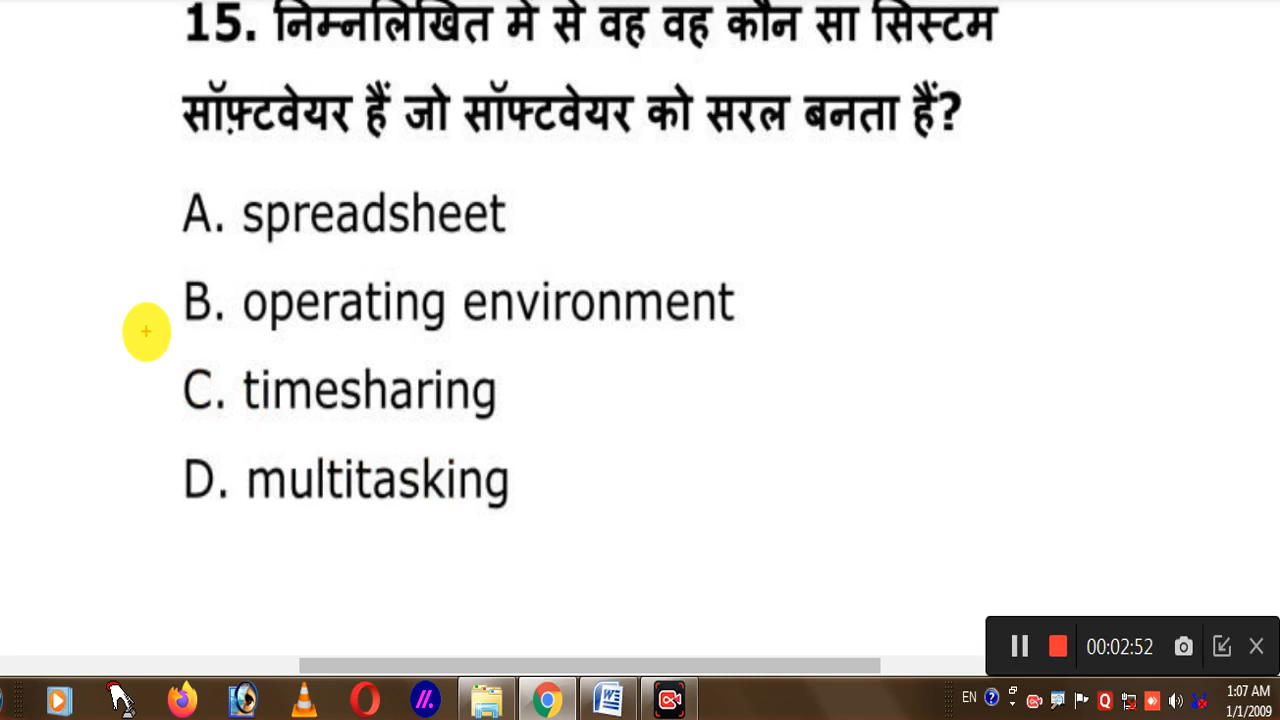 15. निम्नलिखित मे से वह वह कौन सा सिस्टम
सॉफ़्टवेयर हैं जो सॉफ्टवेयर को सरल बनता हैं?
A. spreadsheet
B. operating environment
C. timesharing
D. multitasking
00:02:52
EN
1:07 AM
1/1/2009